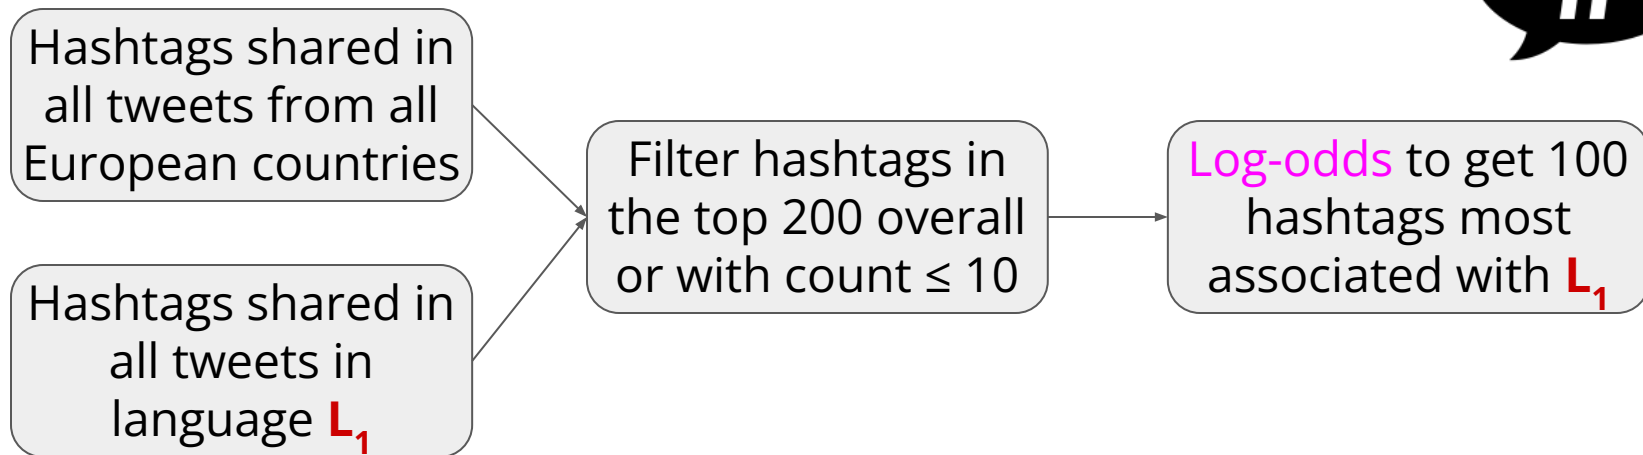 Hashtags shared in
all tweets from all
European countries
Hashtags shared in
all tweets in
language L₁
Filter hashtags in
the top 200 overall
or with count ≤ 10
Log-odds to get 100
hashtags most
associated with L₁